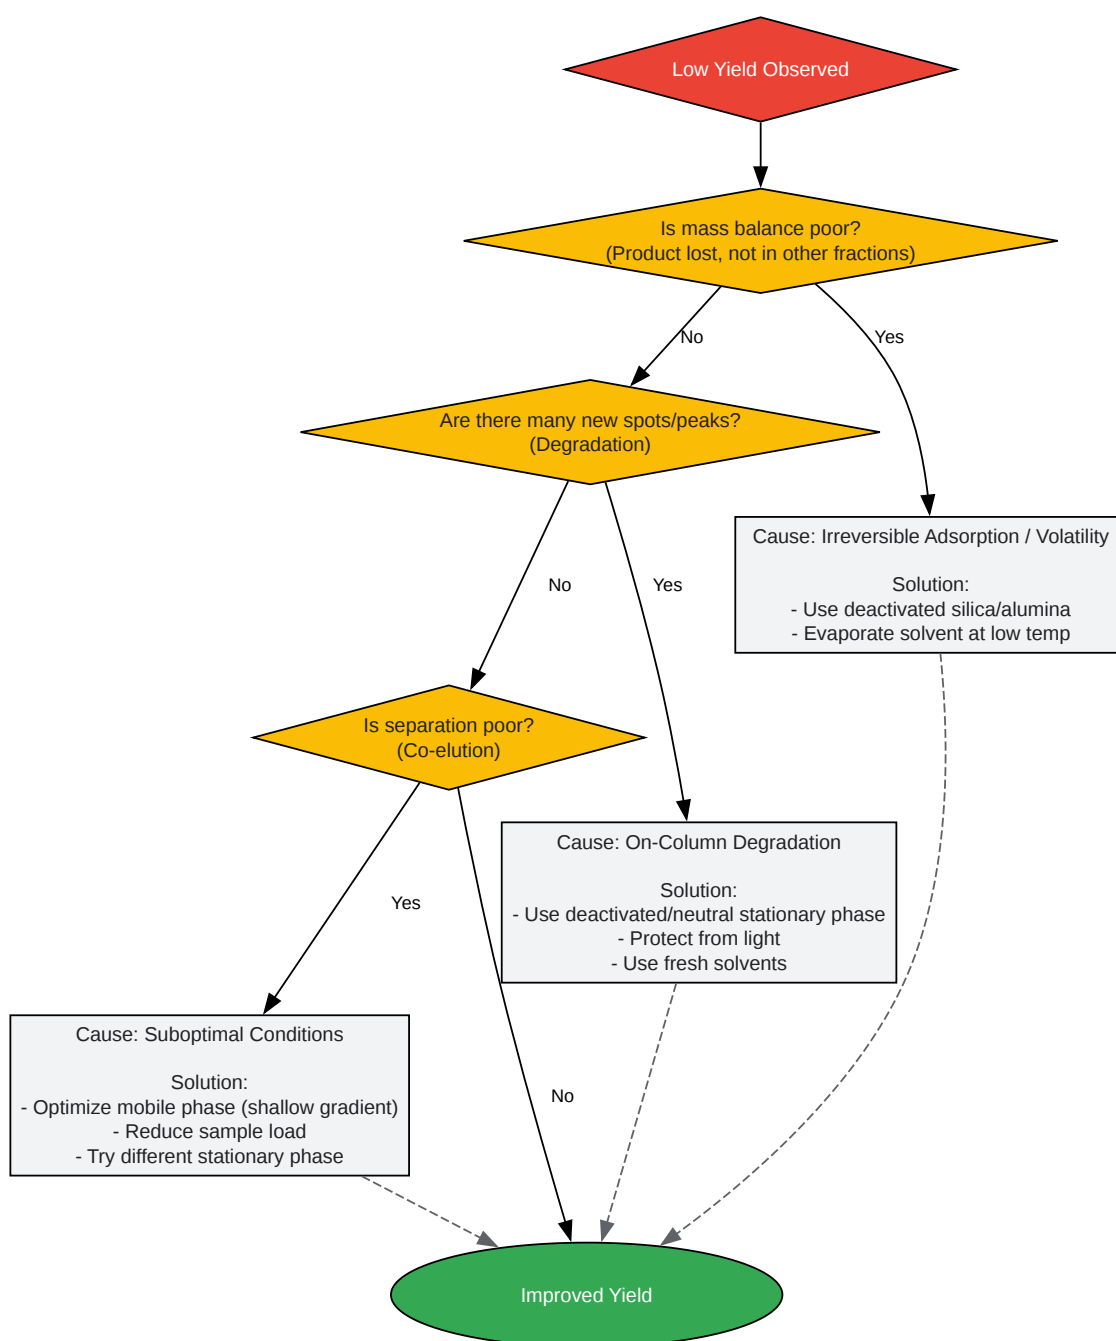 Low Yield Observed
Is mass balance poor?
(Product lost, not in other fractions)
No
Yes
Are there many new spots/peaks?
(Degradation)
Cause: Irreversible Adsorption / Volatility
Solution:
- Use deactivated silica/alumina
- Evaporate solvent at low temp
No
Yes
Is separation poor?
(Co-elution)
Cause: On-Column Degradation
Solution:
- Use deactivated/neutral stationary phase
- Protect from light
- Use fresh solvents
Yes
Cause: Suboptimal Conditions
Solution:
- Optimize mobile phase (shallow gradient)
- Reduce sample load
- Try different stationary phase
No
Improved Yield